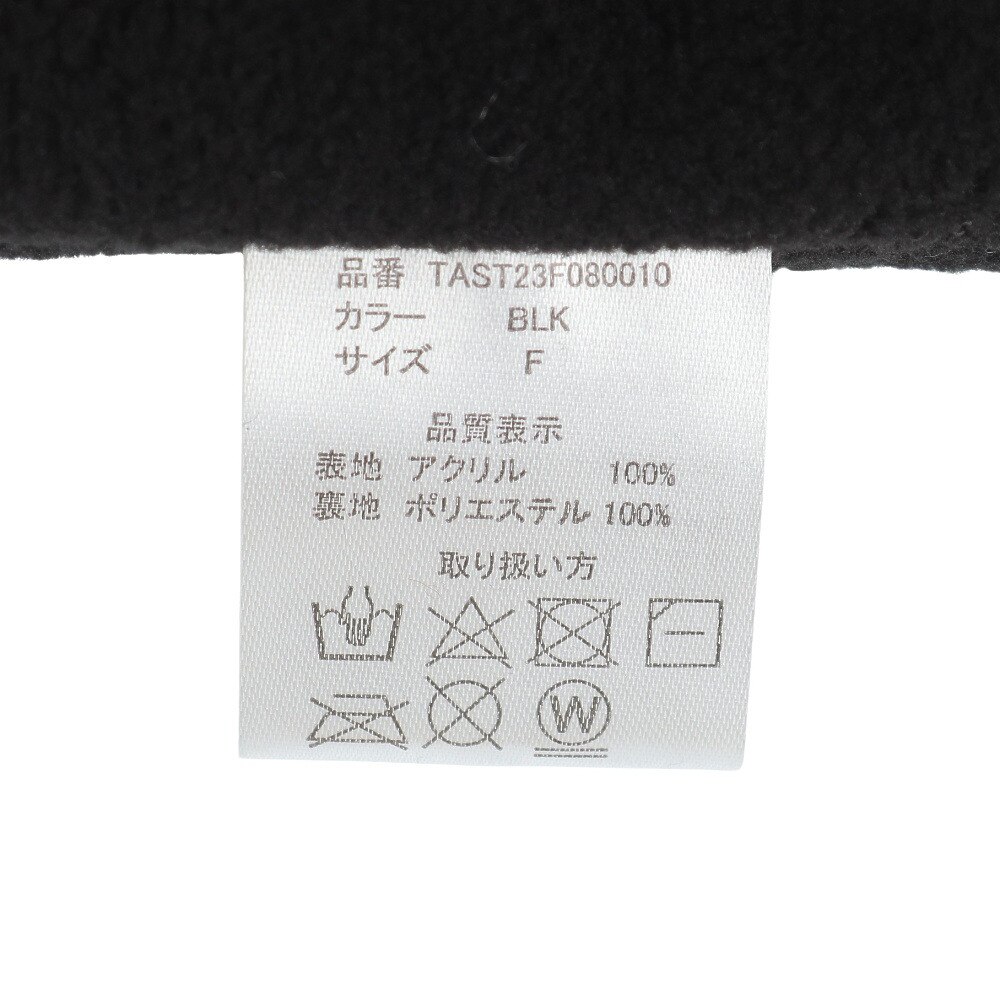 品番 TAST23F080010
カラー BLK
サイズ F
品質表示
表地 アクリル 100%
裏地 ポリエステル 100%
取り扱い方
W